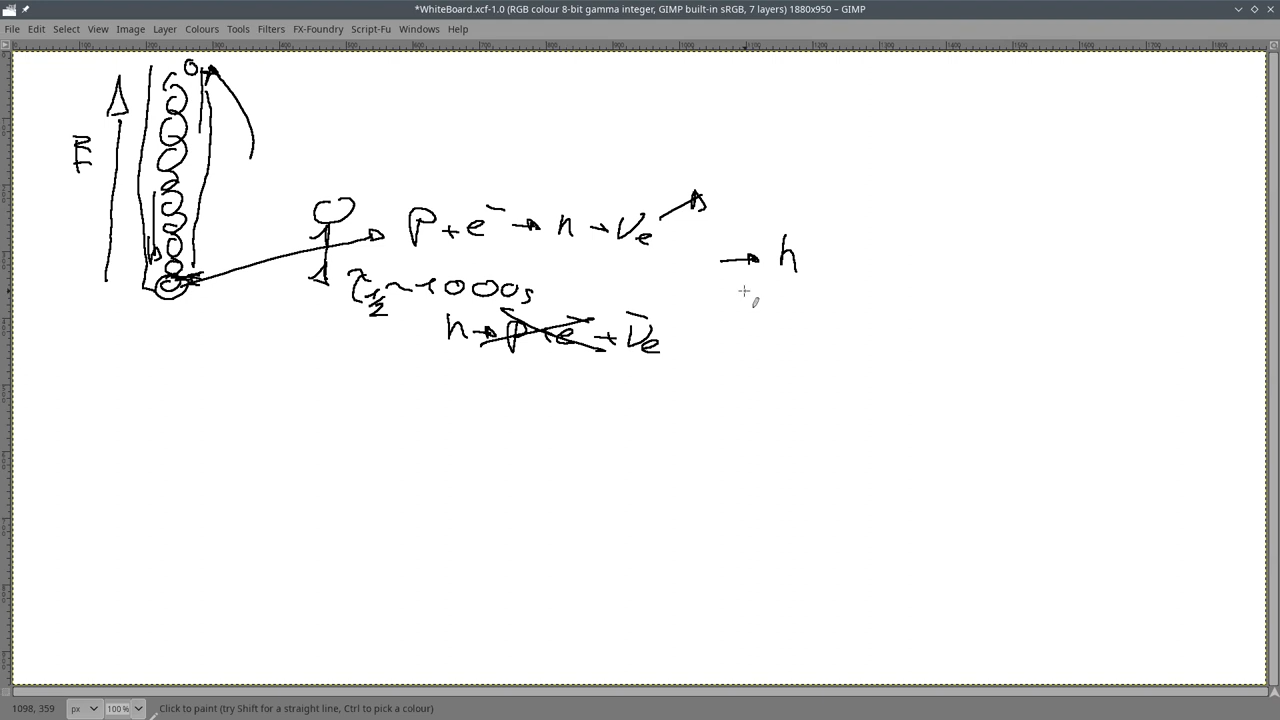 *WhiteBoard.xcf-1.0 (RGB colour 8-bit gamma integer, GIMP built-in sRGB, 7 layers) 1880x950 – GIMP
File Edit Select View Image Layer Colours Tools Filters FX-Foundry Script-Fu Windows Help
p + e⁻ → n + νe
→ n
τ½ ~ 1000s
n → p + e⁻ + ν̄e
1098, 359 px 100% Click to paint (try Shift for a straight line, Ctrl to pick a colour)